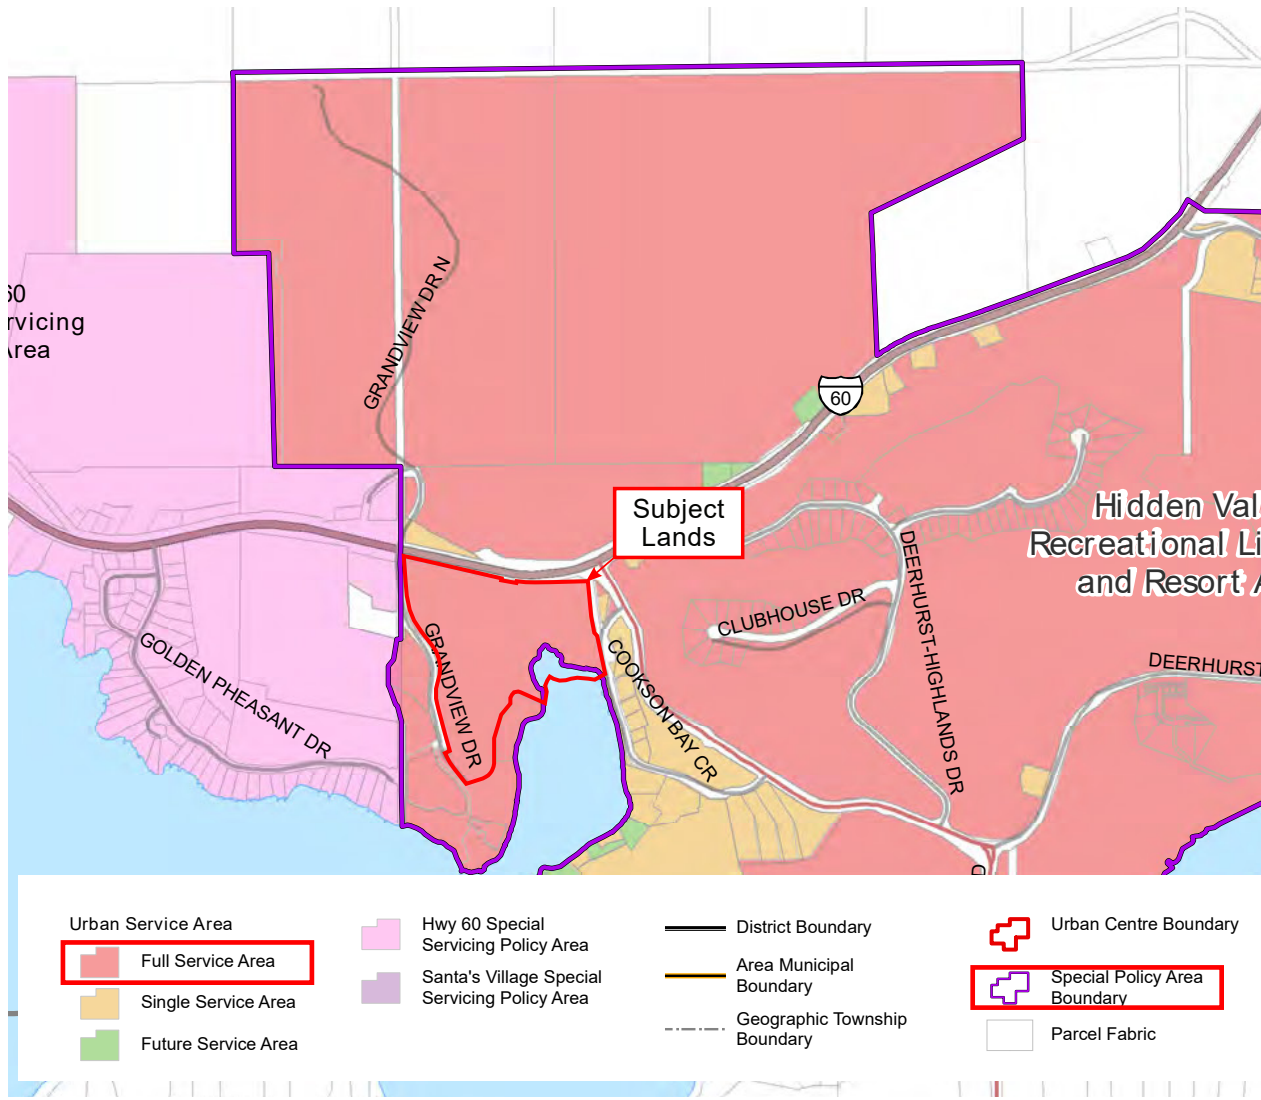 60
rvicing
Area
GRANDVIEW DR N
60
Subject
Lands
Hidden Val
Recreational Li
and Resort A
DEERHURST-HIGHLANDS DR
CLUBHOUSE DR
GRANDVIEW DR
COOKSON BAY CR
GOLDEN PHEASANT DR
DEERHURST
D
Urban Service Area
Full Service Area
Single Service Area
Future Service Area
Hwy 60 Special
Servicing Policy Area
Santa's Village Special
Servicing Policy Area
District Boundary
Area Municipal
Boundary
Geographic Township
Boundary
Urban Centre Boundary
Special Policy Area
Boundary
Parcel Fabric